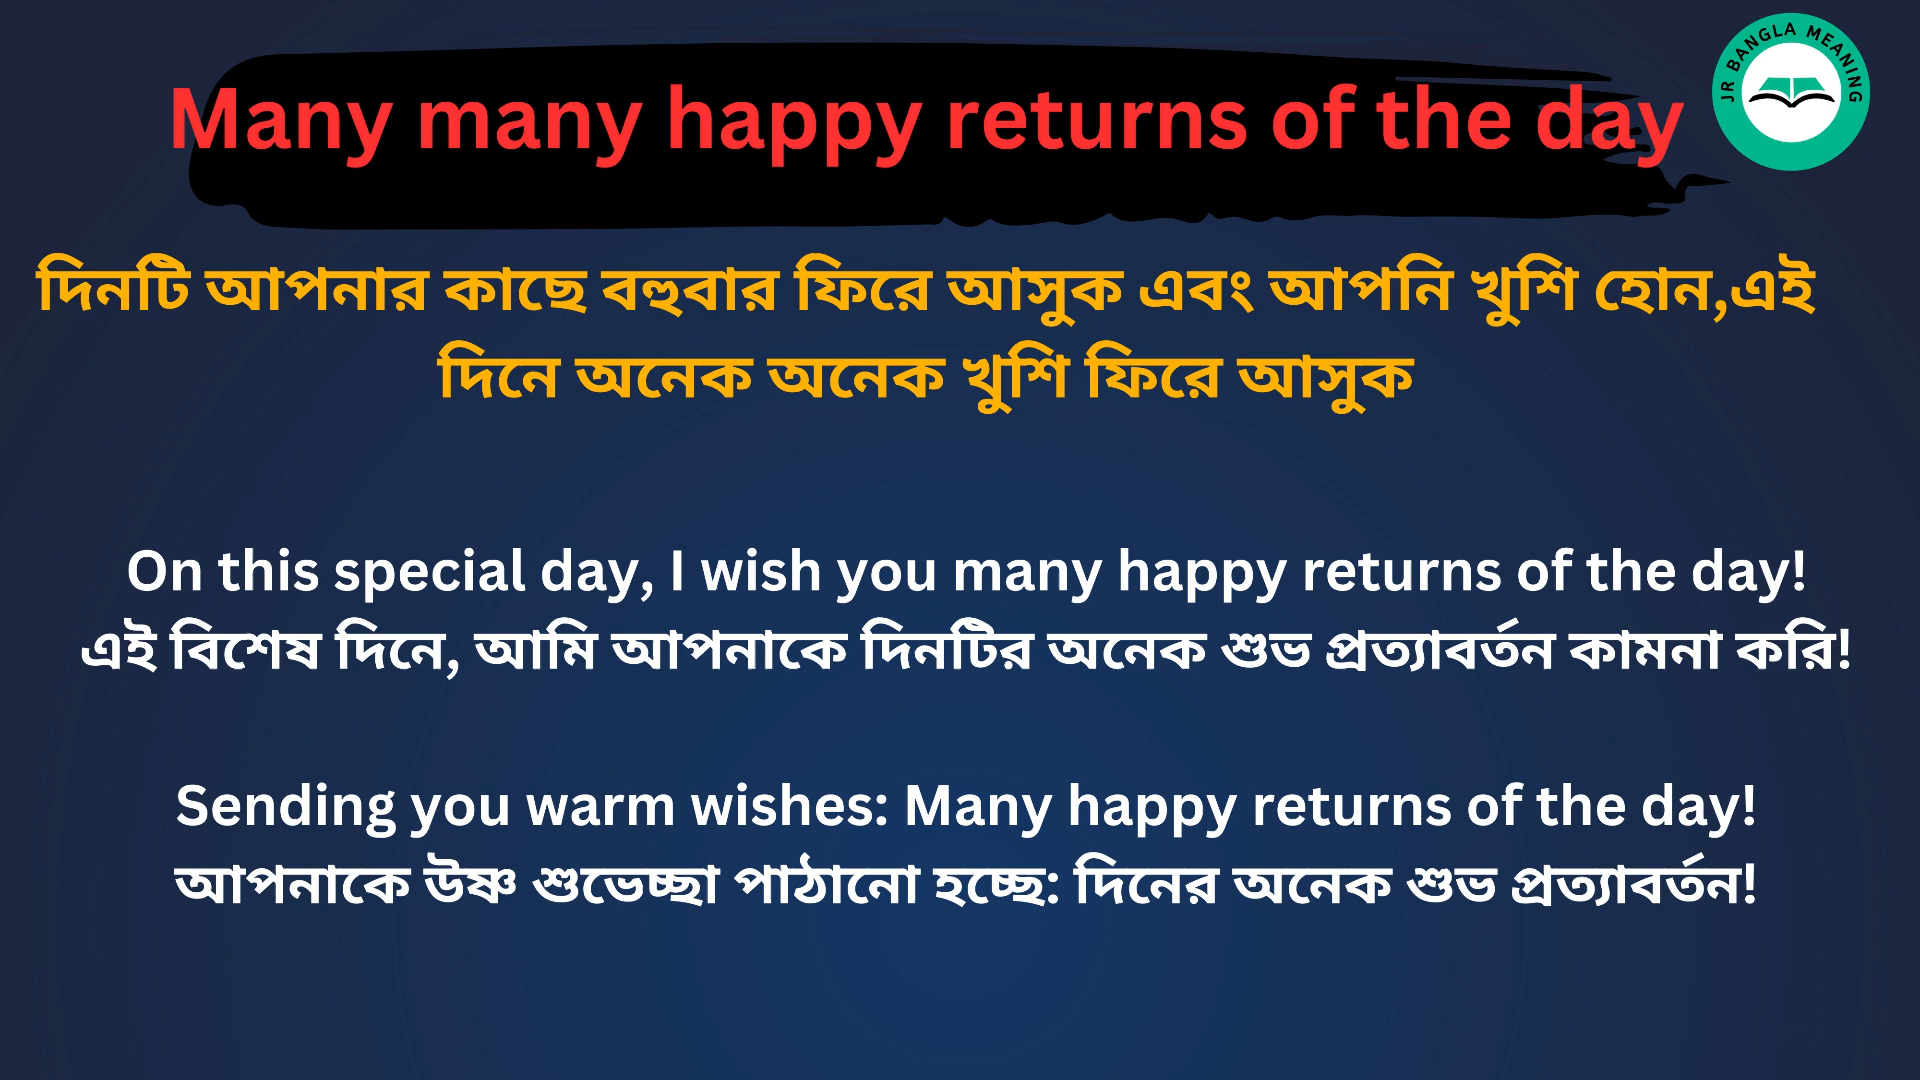 JR BANGLA MEANING
Many many happy returns of the day
দিনটি আপনার কাছে বহুবার ফিরে আসুক এবং আপনি খুশি হোন,এই
দিনে অনেক অনেক খুশি ফিরে আসুক
On this special day, I wish you many happy returns of the day!
এই বিশেষ দিনে, আমি আপনাকে দিনটির অনেক শুভ প্রত্যাবর্তন কামনা করি!
Sending you warm wishes: Many happy returns of the day!
আপনাকে উষ্ণ শুভেচ্ছা পাঠানো হচ্ছে: দিনের অনেক শুভ প্রত্যাবর্তন!